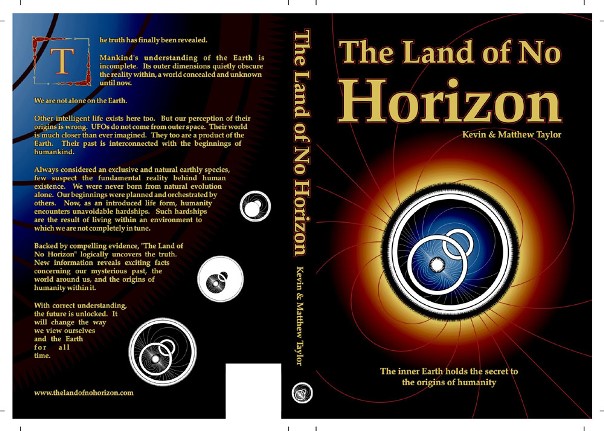 The truth has finally been revealed.
Mankind's understanding of the Earth is
incomplete. Its outer dimensions quietly obscure
the reality within, a world concealed and unknown
until now.
We are not alone on the Earth.
Other intelligent life exists here too. But our perception of their
origins is wrong. UFOs do not come from outer space. Their world
is much closer than ever imagined. They too are a product of the
Earth. Their past is interconnected with the beginnings of
humankind.
Always considered an exclusive and natural earthly species,
few suspect the fundamental reality behind human
existence. We were never born from natural evolution
alone. Our beginnings were planned and orchestrated by
others. Now, as an introduced life form, humanity
encounters unavoidable hardships. Such hardships
are the result of living within an environment to
which we are not completely in tune.
Backed by compelling evidence, "The Land of
No Horizon" logically uncovers the truth.
New information reveals exciting facts
concerning our mysterious past, the
world around us, and the origins of
humanity within it.
With correct understanding,
the future is unlocked. It
will change the way
we view ourselves
and the Earth
for all
time.
www.thelandofnohorizon.com
The Land of No Horizon
Kevin & Matthew Taylor
The Land of No
Horizon
Kevin & Matthew Taylor
The inner Earth holds the secret to
the origins of humanity